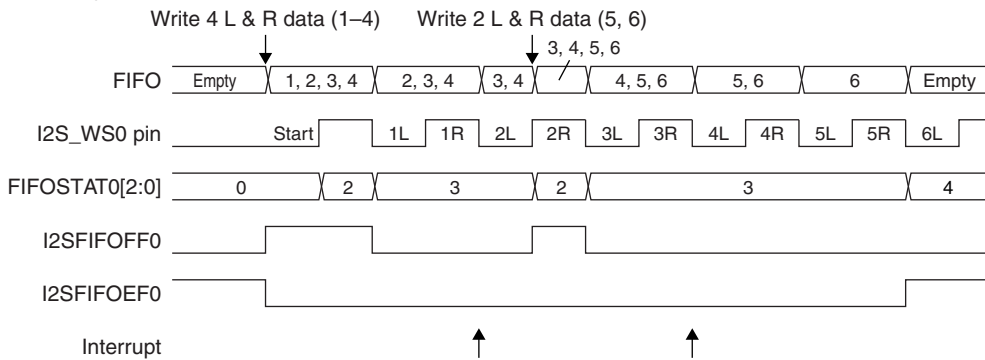 Write 4 L & R data (1–4) Write 2 L & R data (5, 6)
3, 4, 5, 6
FIFO Empty 1, 2, 3, 4 2, 3, 4 3, 4 4, 5, 6 5, 6 6 Empty
I2S_WS0 pin Start 1L 1R 2L 2R 3L 3R 4L 4R 5L 5R 6L
FIFOSTAT0[2:0] 0 2 3 2 3 4
I2SFIFOFF0
I2SFIFOEF0
Interrupt